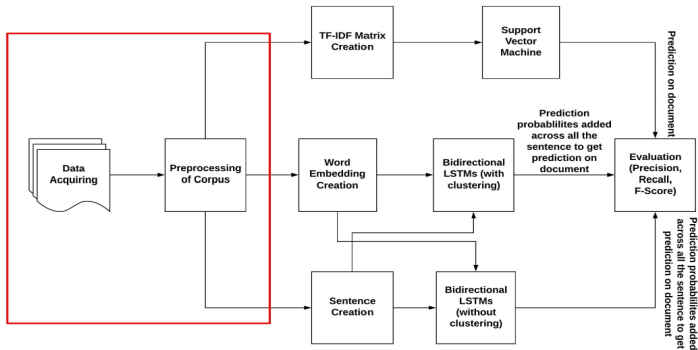 TF-IDF Matrix
Creation
Support
Vector
Machine
Prediction on document
Data
Acquiring
Preprocessing
of Corpus
Word
Embedding
Creation
Bidirectional
LSTMs (with
clustering)
Prediction
probablilites added
across all the
sentence to get
prediction on
document
Evaluation
(Precision,
Recall,
F-Score)
Sentence
Creation
Bidirectional
LSTMs
(without
clustering)
Prediction probabliilites added
across all the sentence to get
prediction on document